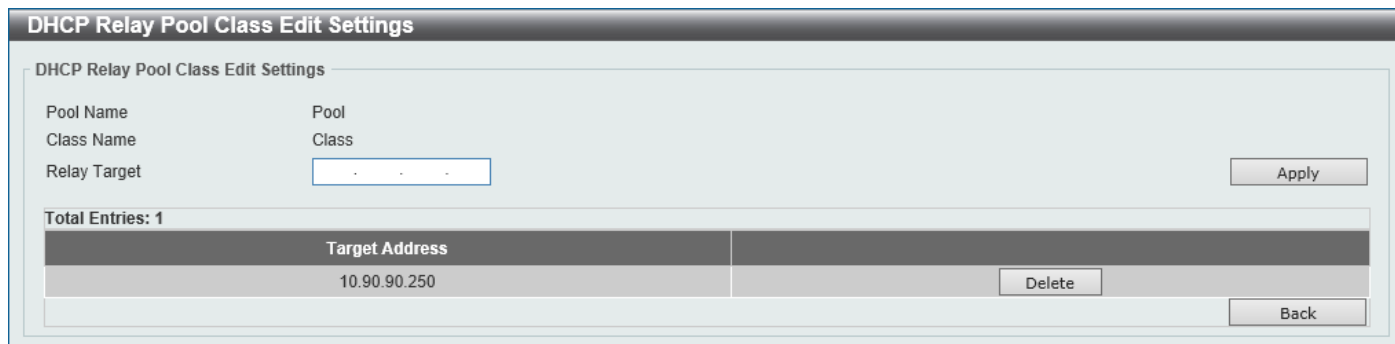 DHCP Relay Pool Class Edit Settings
DHCP Relay Pool Class Edit Settings
Pool Name Pool
Class Name Class
Relay Target . . . Apply
Total Entries: 1
Target Address
10.90.90.250 Delete
Back